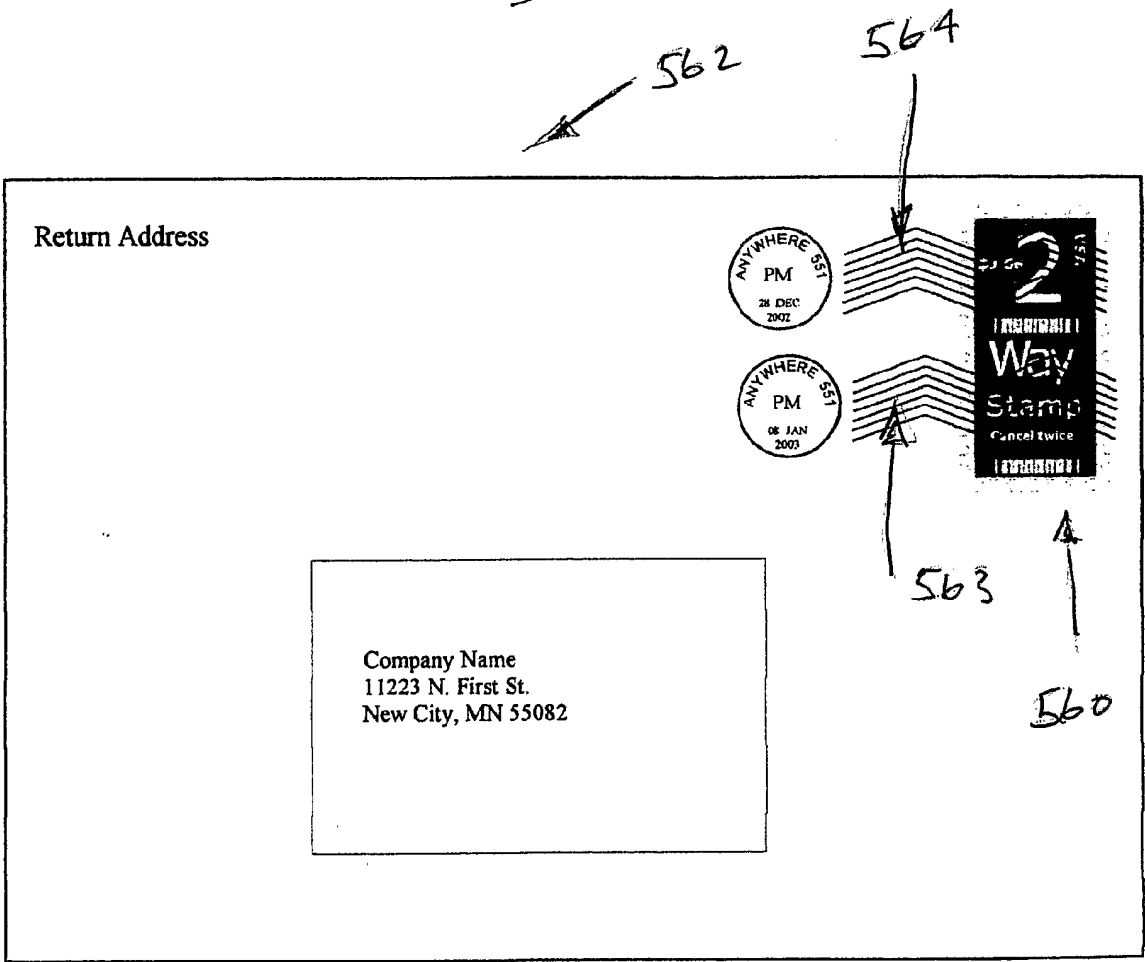 562
564
Return Address
ANYWHERE 551
PM
28 DEC
2002
ANYWHERE 551
PM
08 JAN
2003
2
USA
Way
Stamp
Cancel twice
563
560
Company Name
11223 N. First St.
New City, MN 55082